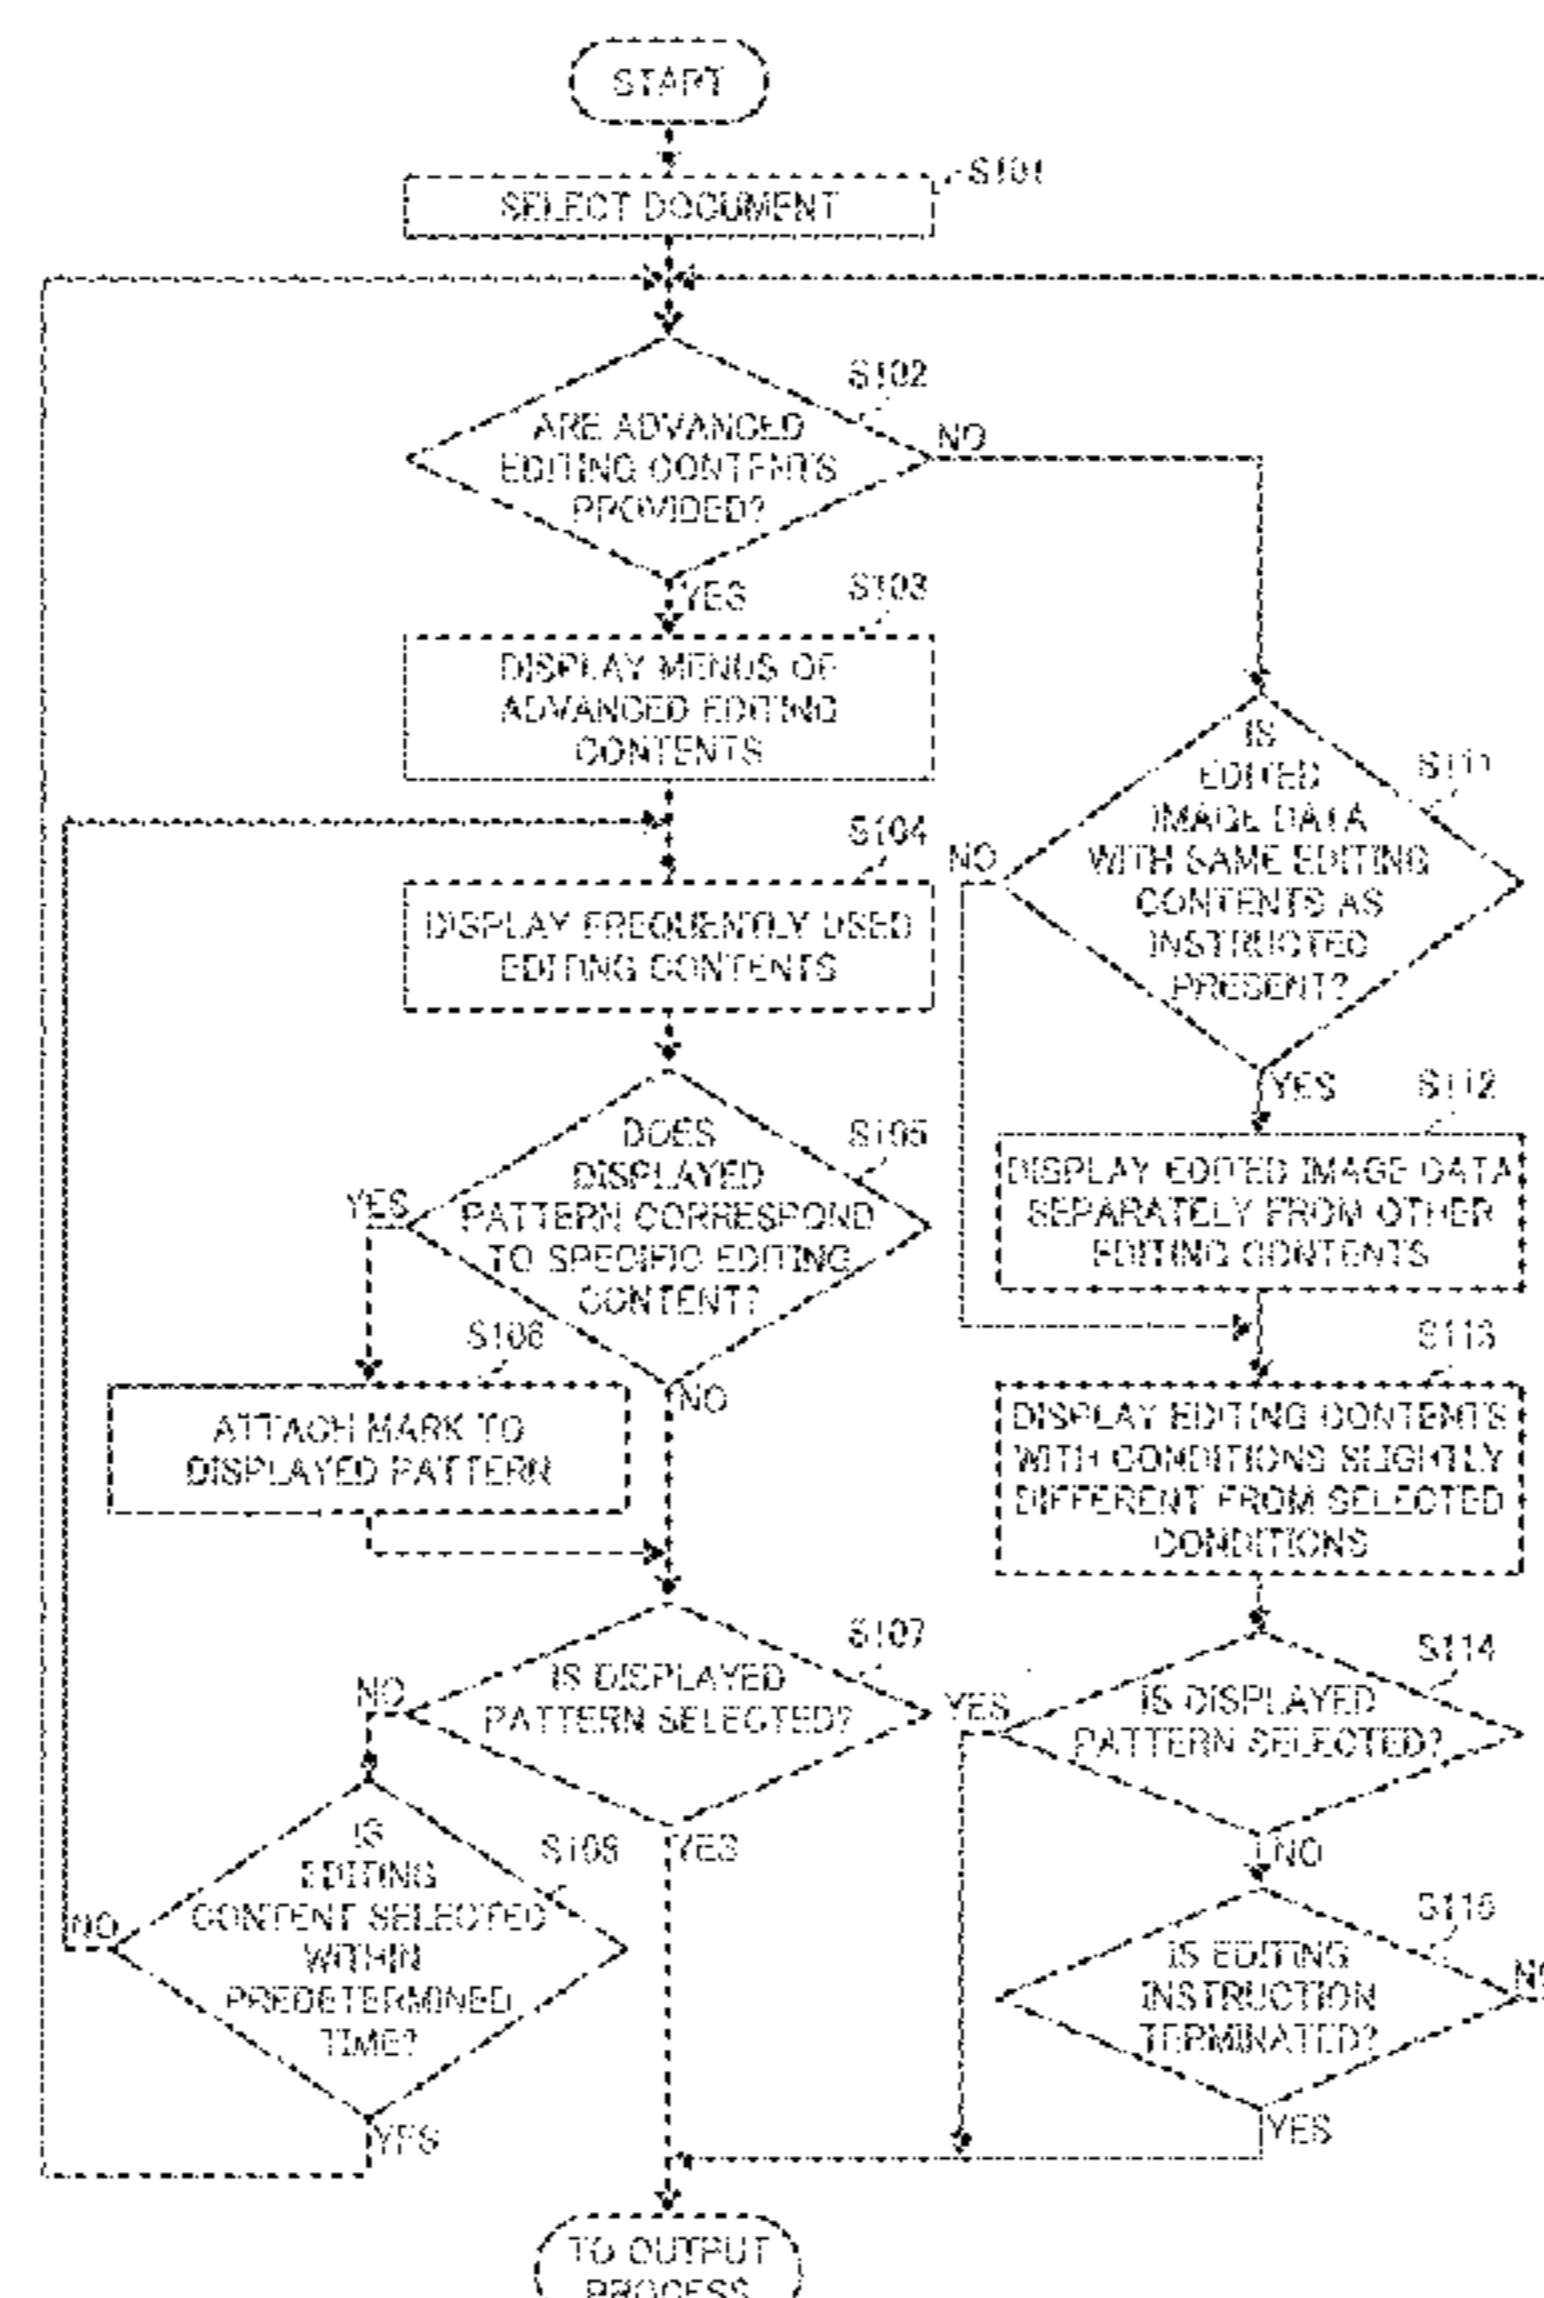 START
S101
SELECT DOCUMENT
S102
ARE ADVANCED
EDITING CONTENTS
PROVIDED?
NO
YES
S103
DISPLAY MENUS OF
ADVANCED EDITING
CONTENTS
S104
DISPLAY FREQUENTLY USED
EDITING CONTENTS
S105
DOES
DISPLAYED
PATTERN CORRESPOND
TO SPECIFIC EDITING
CONTENT?
YES
NO
S106
ATTACH MARK TO
DISPLAYED PATTERN
S107
IS DISPLAYED
PATTERN SELECTED?
NO
YES
S108
IS
EDITING
CONTENT SELECTED
WITHIN
PREDETERMINED
TIME?
NO
YES
S111
IS
EDITED
IMAGE DATA
WITH SAME EDITING
CONTENTS AS
INSTRUCTED
PRESENT?
NO
YES
S112
DISPLAY EDITED IMAGE DATA
SEPARATELY FROM OTHER
EDITING CONTENTS
S113
DISPLAY EDITING CONTENTS
WITH CONDITIONS SLIGHTLY
DIFFERENT FROM SELECTED
CONDITIONS
S114
IS DISPLAYED
PATTERN SELECTED?
YES
NO
S115
IS EDITING
INSTRUCTION
TERMINATED?
NO
YES
TO OUTPUT
PROCESS